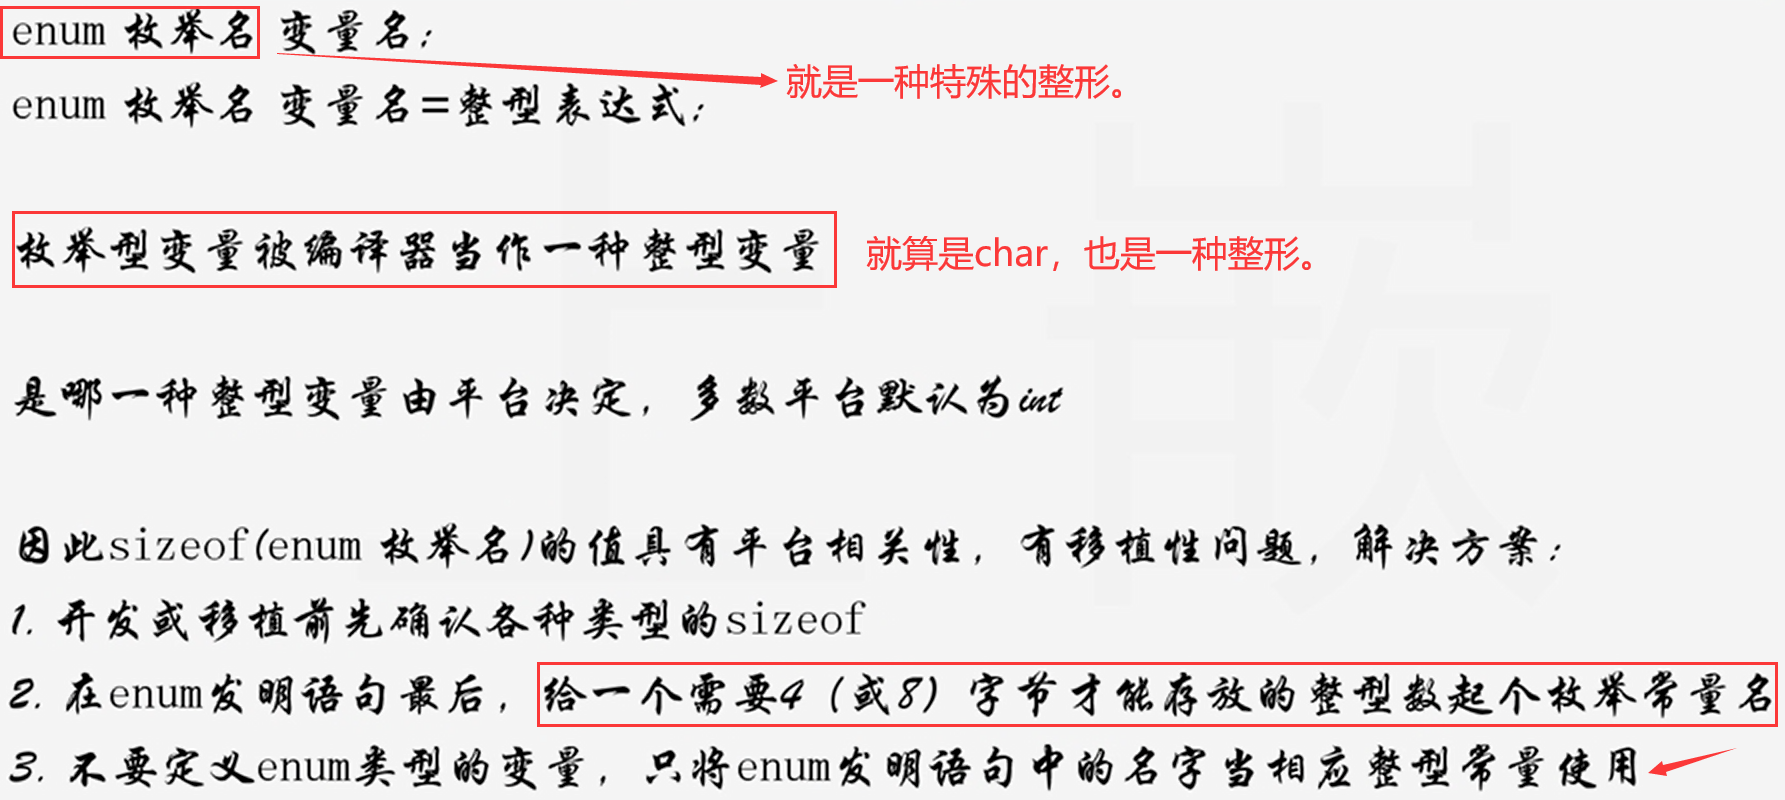 enum 枚举名 变量名;
就是一种特殊的整形。
enum 枚举名 变量名=整型表达式;
枚举型变量被编译器当作一种整型变量
就算是char，也是一种整形。
是哪一种整型变量由平台决定，多数平台默认为int
因此sizeof(enum 枚举名)的值具有平台相关性，有移植性问题，解决方案：
1. 开发或移植前先确认各种类型的sizeof
2. 在enum发明语句最后，给一个需要4（或8）字节才能存放的整型数起个枚举常量名
3. 不要定义enum类型的变量，只将enum发明语句中的名字当相应整型常量使用
嵌